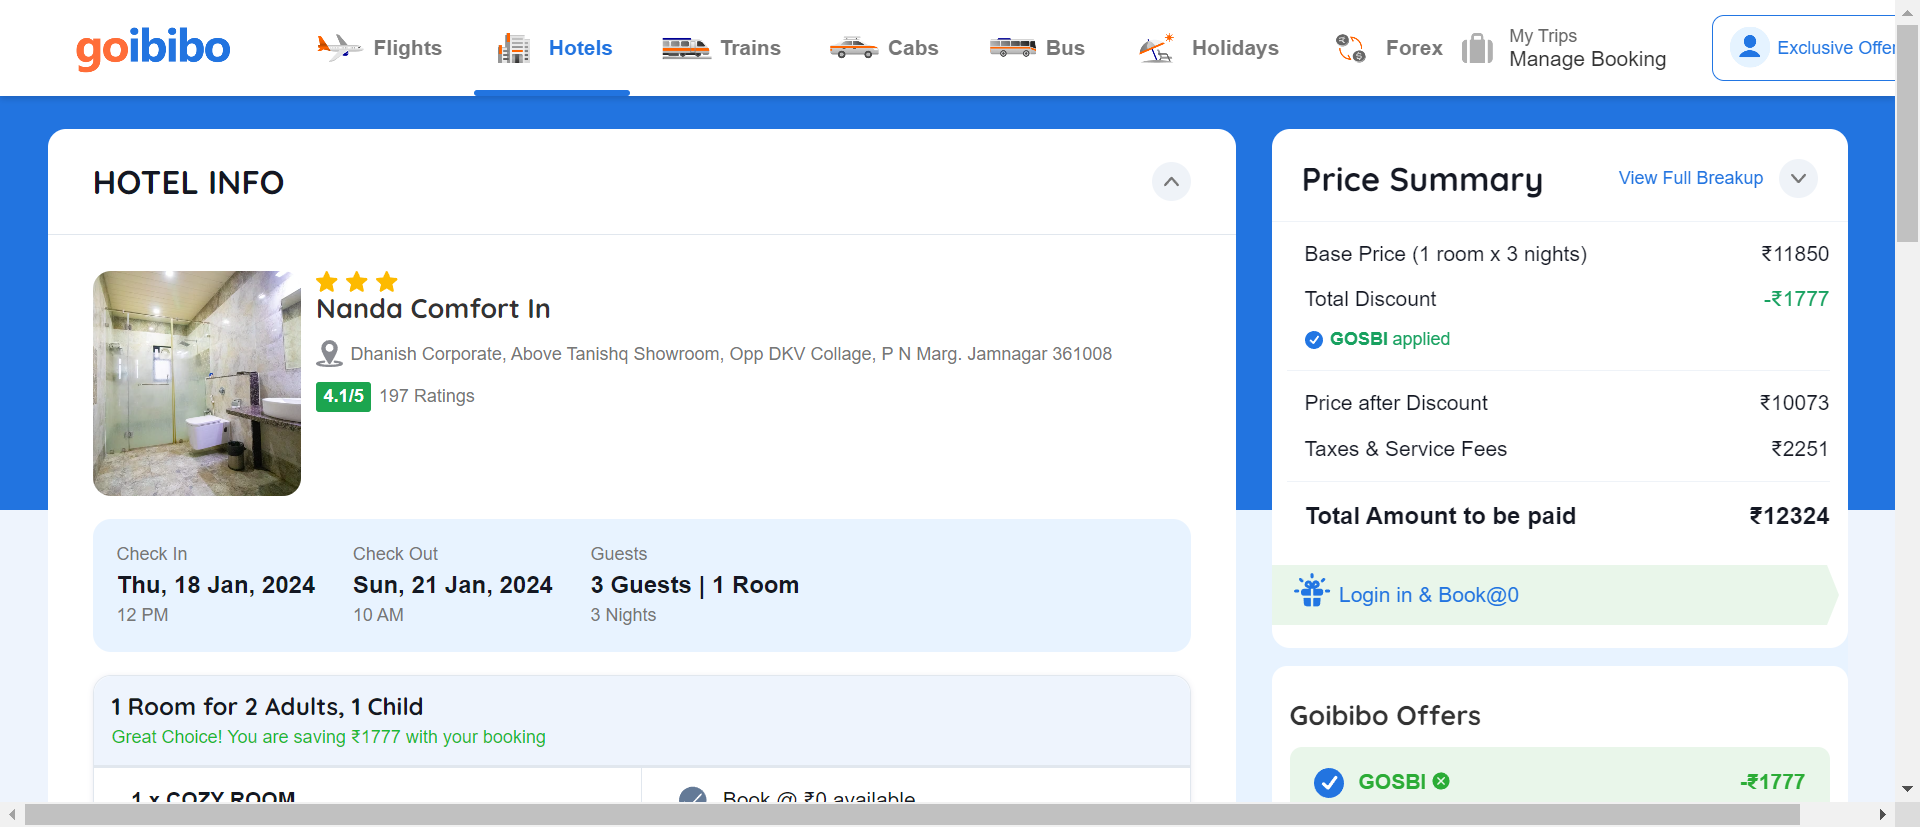 goibibo
Flights
Hotels
Trains
Cabs
Bus
Holidays
Forex
My Trips
Manage Booking
Exclusive Offer
HOTEL INFO
Nanda Comfort In
Dhanish Corporate, Above Tanishq Showroom, Opp DKV Collage, P N Marg. Jamnagar 361008
4.1/5 197 Ratings
Check In
Thu, 18 Jan, 2024
12 PM
Check Out
Sun, 21 Jan, 2024
10 AM
Guests
3 Guests | 1 Room
3 Nights
1 Room for 2 Adults, 1 Child
Great Choice! You are saving ₹1777 with your booking
1 x COZY ROOM
Book @ ₹0 available
Price Summary
View Full Breakup
Base Price (1 room x 3 nights) ₹11850
Total Discount -₹1777
GOSBI applied
Price after Discount ₹10073
Taxes & Service Fees ₹2251
Total Amount to be paid ₹12324
Login in & Book@0
Goibibo Offers
GOSBI -₹1777